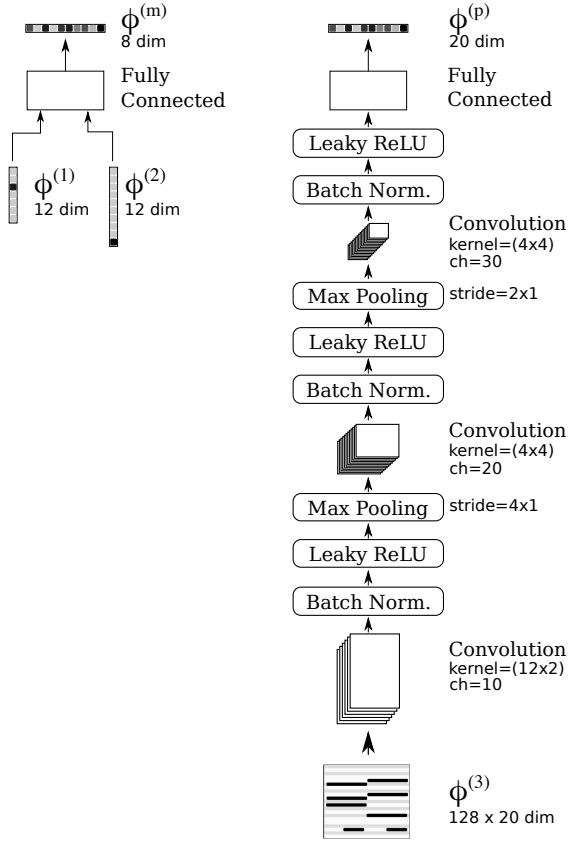 ϕ(m)
8 dim
Fully
Connected
ϕ(1)
12 dim
ϕ(2)
12 dim
ϕ(p)
20 dim
Fully
Connected
Leaky ReLU
Batch Norm.
Convolution
kernel=(4x4)
ch=30
Max Pooling
stride=2x1
Leaky ReLU
Batch Norm.
Convolution
kernel=(4x4)
ch=20
Max Pooling
stride=4x1
Leaky ReLU
Batch Norm.
Convolution
kernel=(12x2)
ch=10
ϕ(3)
128 x 20 dim